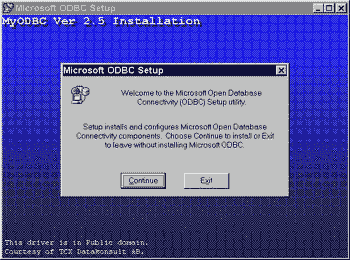 Microsoft ODBC Setup
MyODBC Ver 2.5 Installation
Microsoft ODBC Setup
Welcome to the Microsoft Open Database
Connectivity (ODBC) Setup utility.
Setup installs and configures Microsoft Open Database
Connectivity components. Choose Continue to install or Exit
to leave without installing Microsoft ODBC.
Continue
Exit
This driver is in Public domain.
Courtesy of TCX Datakonsult AB.